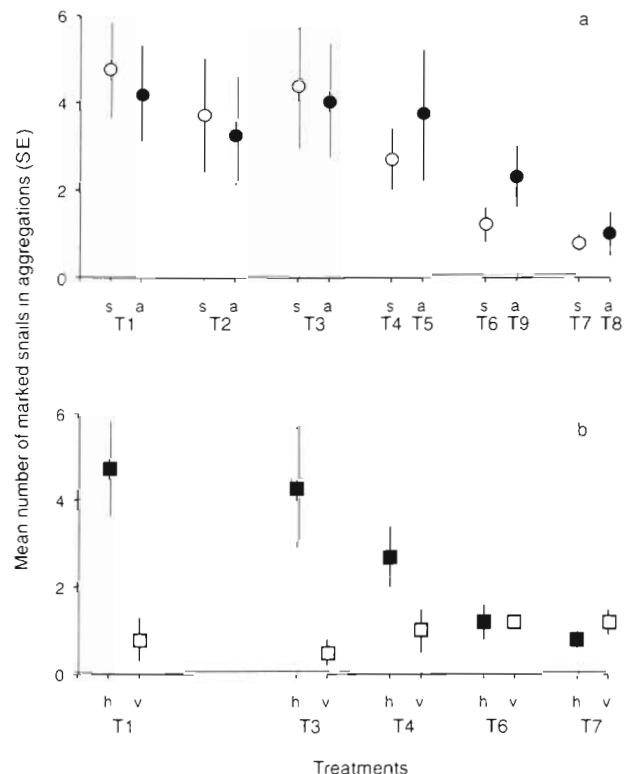 Mean number of marked snails in aggregations (SE)
a
6
4
2
0
s a s a s a s a s a s a
T1 T2 T3 T4 T5 T6 T9 T7 T8
b
6
4
2
0
h v h v h v h v h v
T1 T3 T4 T6 T7
Treatments